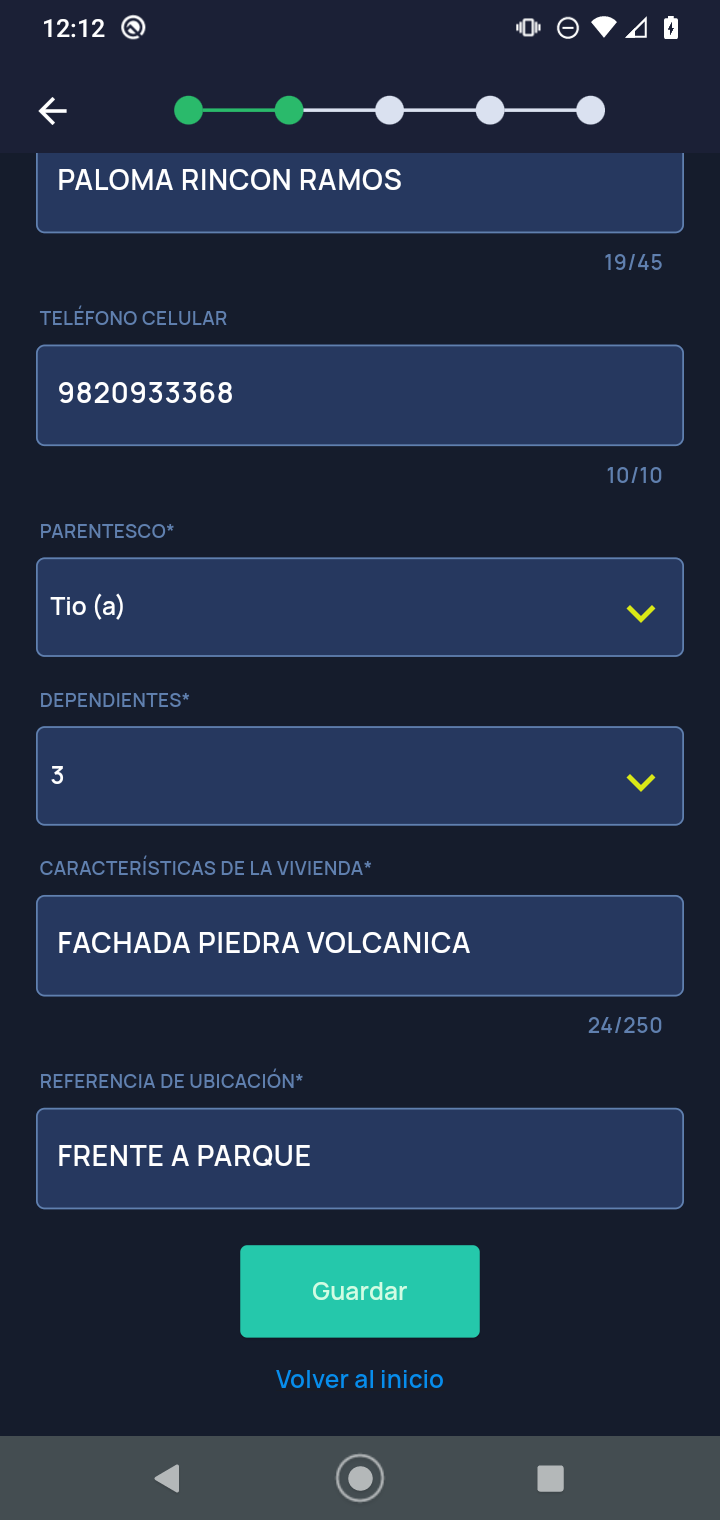 12:12
PALOMA RINCON RAMOS
19/45
TELÉFONO CELULAR
9820933368
10/10
PARENTESCO*
Tio (a)
DEPENDIENTES*
3
CARACTERÍSTICAS DE LA VIVIENDA*
FACHADA PIEDRA VOLCANICA
24/250
REFERENCIA DE UBICACIÓN*
FRENTE A PARQUE
Guardar
Volver al inicio